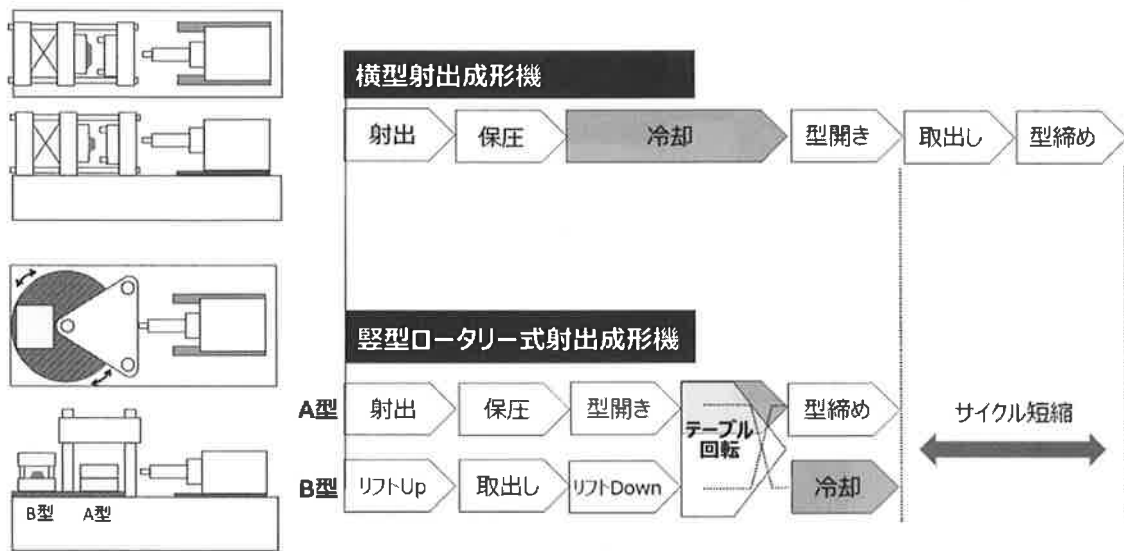 横型射出成形機
射出
保圧
冷却
型開き
取出し
型締め
竪型ロータリー式射出成形機
A型
射出
保圧
型開き
テーブル
回転
型締め
サイクル短縮
B型
リフトUp
取出し
リフトDown
冷却
B型
A型